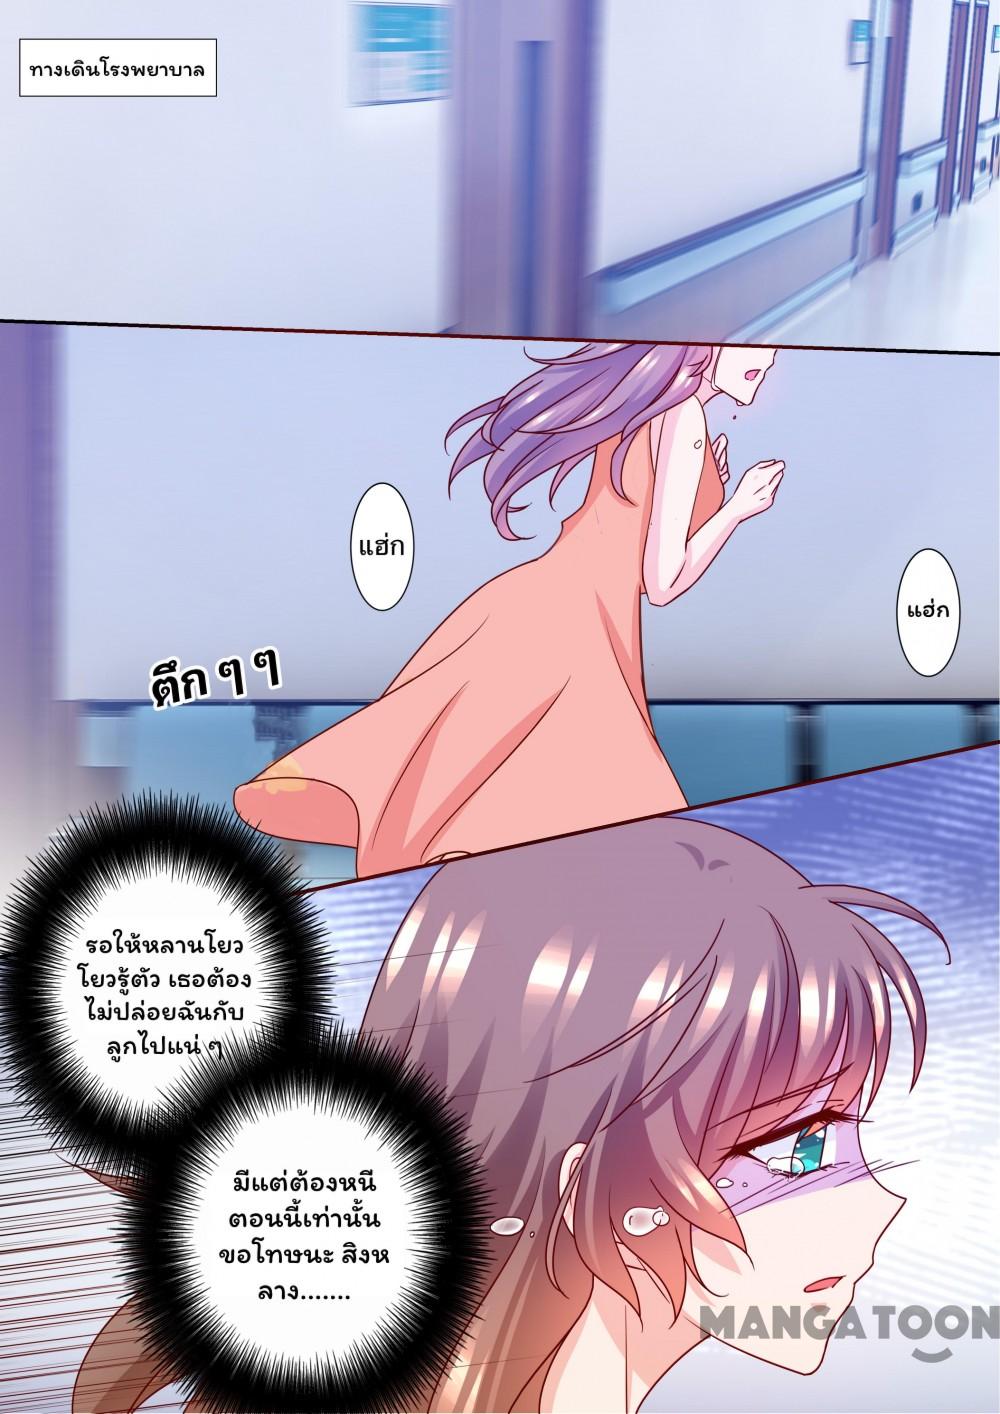 ทางเดินโรงพยาบาล
แฮ่ก
แฮ่ก
ตึก ๆ ๆ
รอให้หลานโยว
โยวรู้ตัว เธอต้อง
ไม่ปล่อยฉันกับ
ลูกไปแน่ ๆ
มีแต่ต้องหนี
ตอนนี้เท่านั้น
ขอโทษนะ สิงห
ลาง.......
MANGATOON